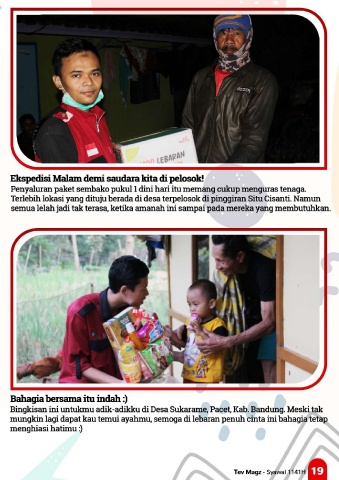 LEBARAN
Ekspedisi Malam demi saudara kita di pelosok!
Penyaluran paket sembako pukul 1 dini hari itu memang cukup menguras tenaga.
Terlebih lokasi yang dituju berada di desa terpelosok di pinggiran Situ Cisanti. Namun
semua lelah jadi tak terasa, ketika amanah ini sampai pada mereka yang membutuhkan.
Bahagia bersama itu indah :)
Bingkisan ini untukmu adik-adikku di Desa Sukarame, Pacet, Kab. Bandung. Meski tak
mungkin lagi dapat kau temui ayahmu, semoga di lebaran penuh cinta ini bahagia tetap
menghiasi hatimu :)
Tev Magz - Syawal 1141H 19